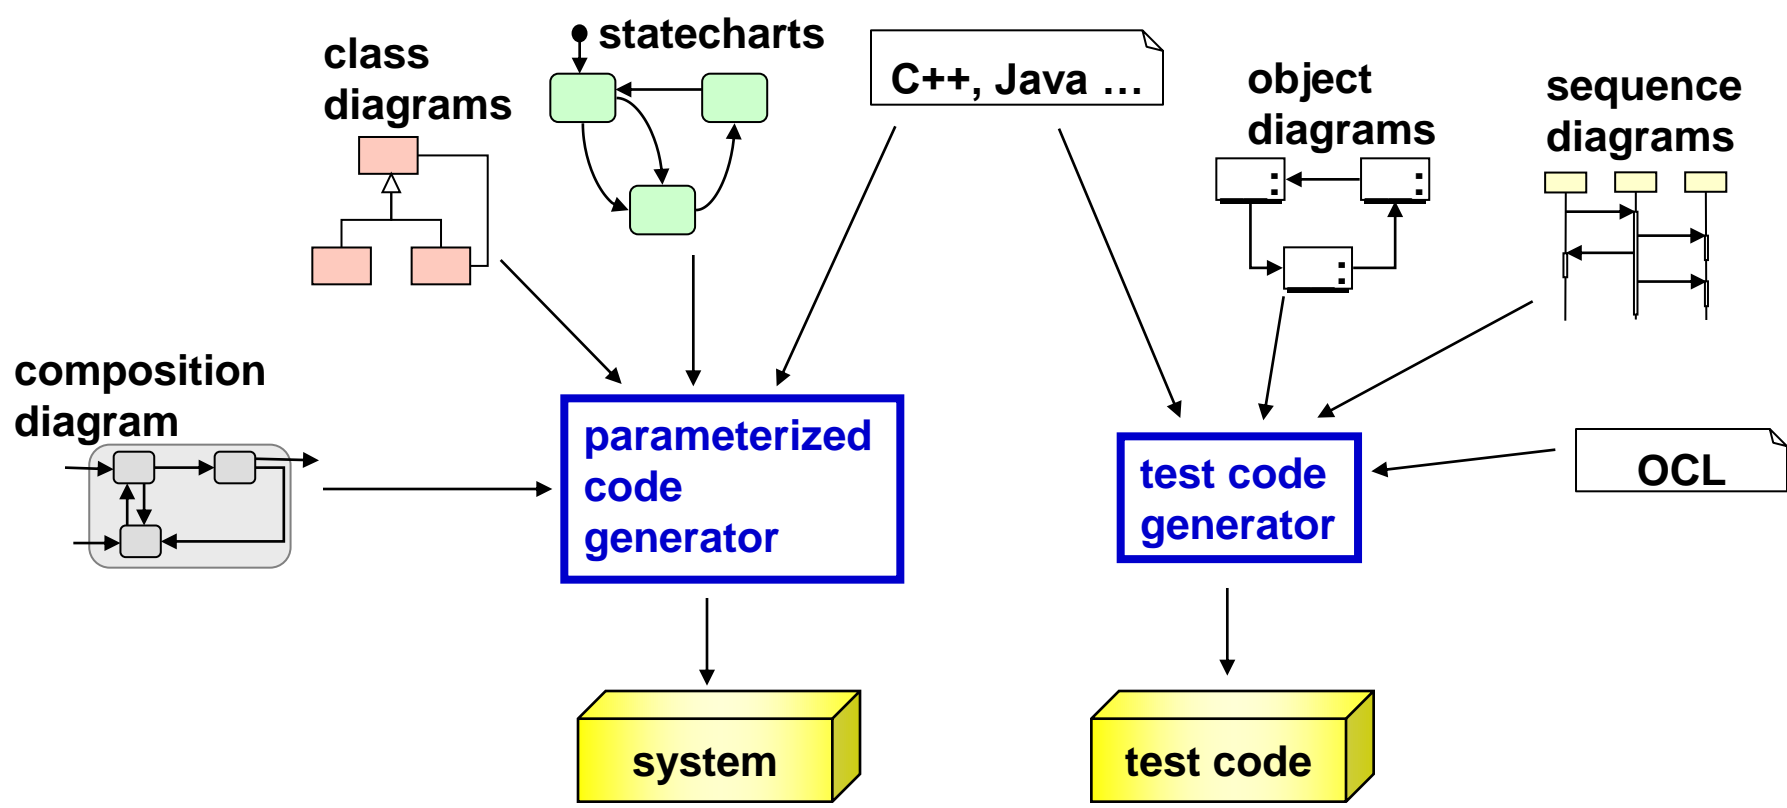 class
diagrams
statecharts
C++, Java …
object
diagrams
sequence
diagrams
:
:
:
composition
diagram
parameterized
code
generator
test code
generator
OCL
system
test code